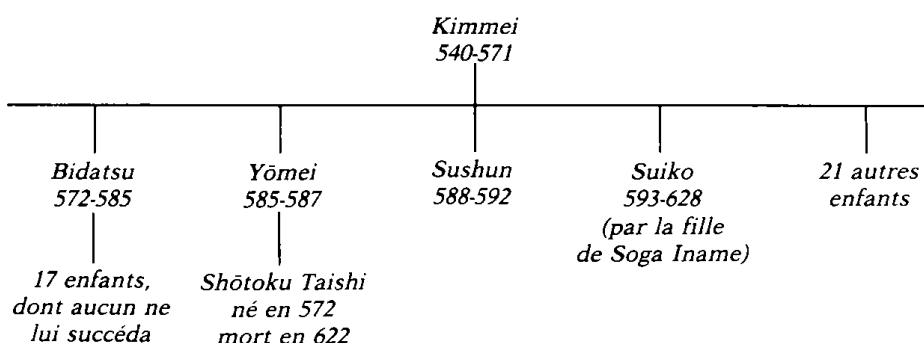 Kimmei
540-571
Bidatsu
572-585
Yōmei
585-587
Sushun
588-592
Suiko
593-628
(par la fille
de Soga Iname)
21 autres
enfants
17 enfants,
dont aucun ne
lui succéda
Shōtoku Taishi
né en 572
mort en 622